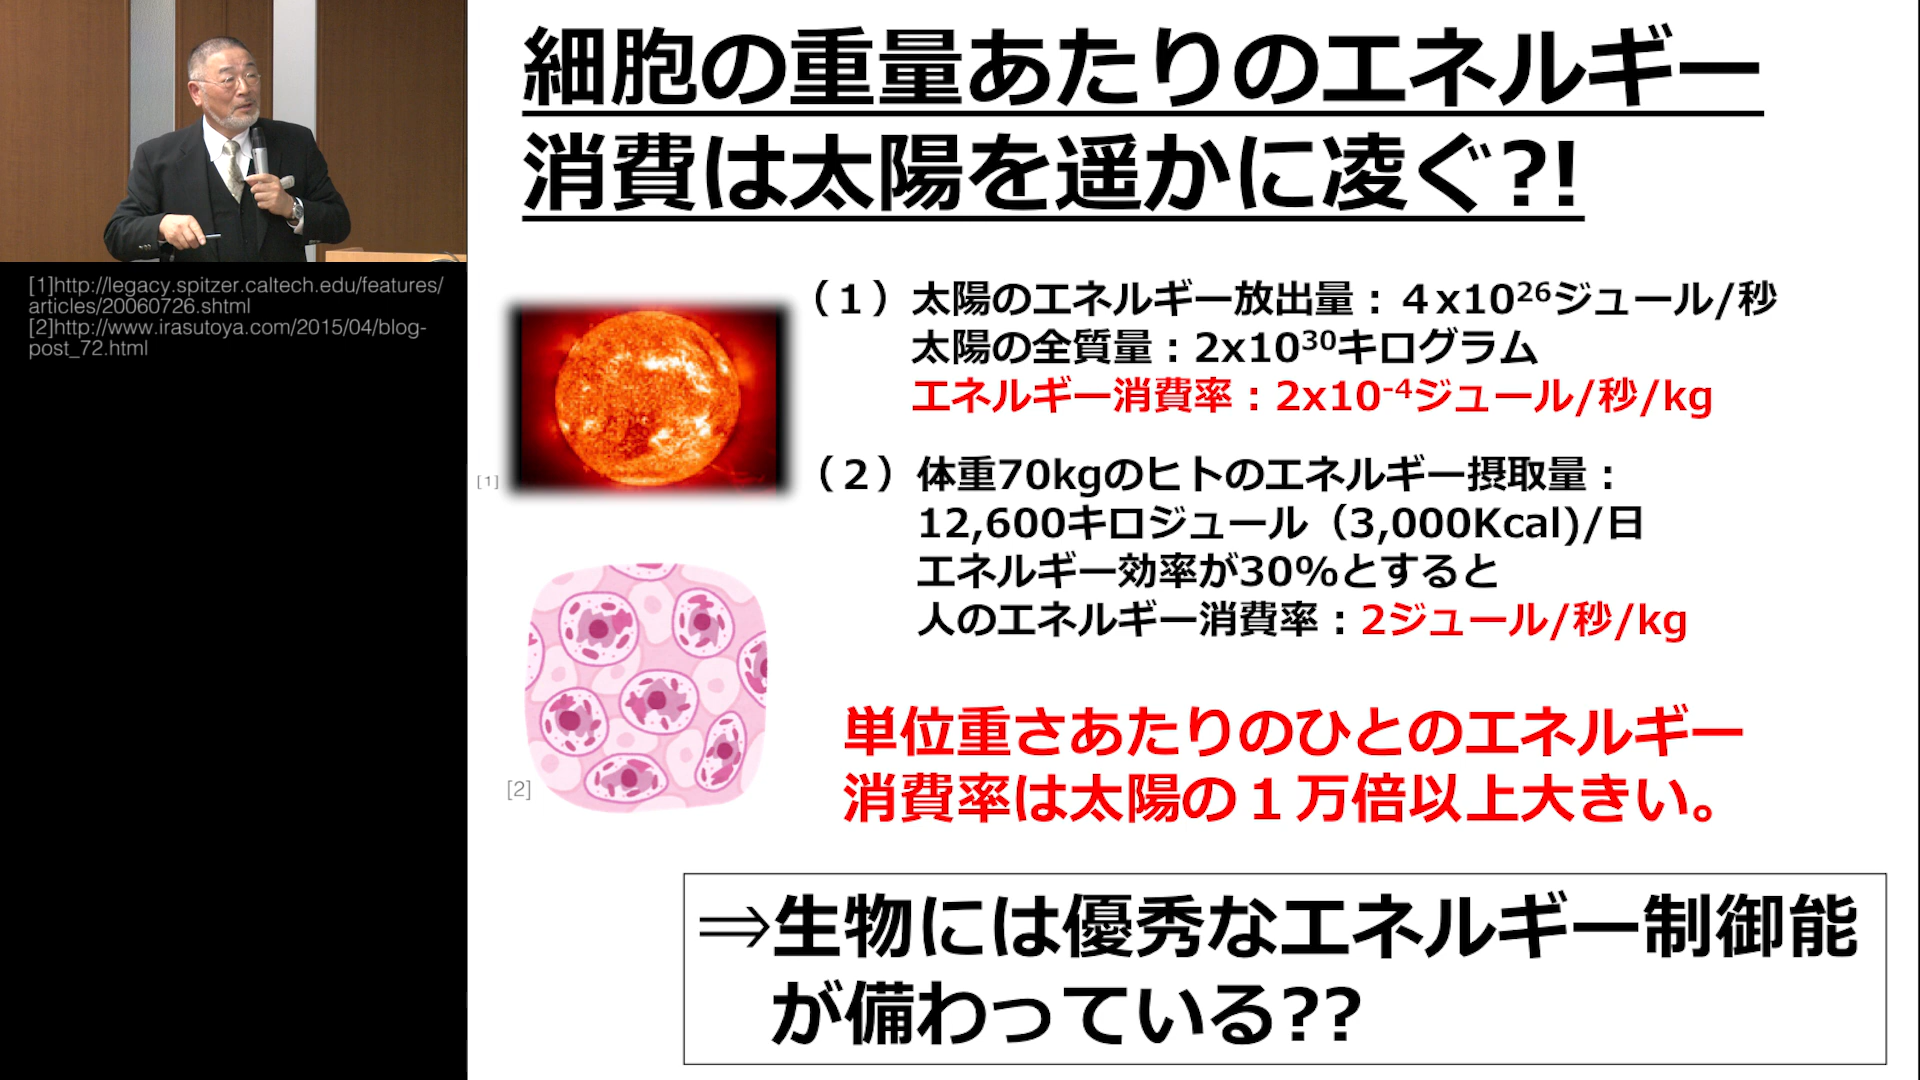 細胞の重量あたりのエネルギー
消費は太陽を遥かに凌ぐ?!
[1]http://legacy.spitzer.caltech.edu/features/
articles/20060726.shtml
[2]http://www.irasutoya.com/2015/04/blog-
post_72.html
（１）太陽のエネルギー放出量：４x10²⁶ジュール/秒
太陽の全質量：2x10³⁰キログラム
エネルギー消費率：2x10⁻⁴ジュール/秒/kg
[1]
（２）体重70kgのヒトのエネルギー摂取量：
12,600キロジュール（3,000Kcal)/日
エネルギー効率が30%とすると
人のエネルギー消費率：2ジュール/秒/kg
[2]
単位重さあたりのひとのエネルギー
消費率は太陽の１万倍以上大きい。
⇒生物には優秀なエネルギー制御能
が備わっている??